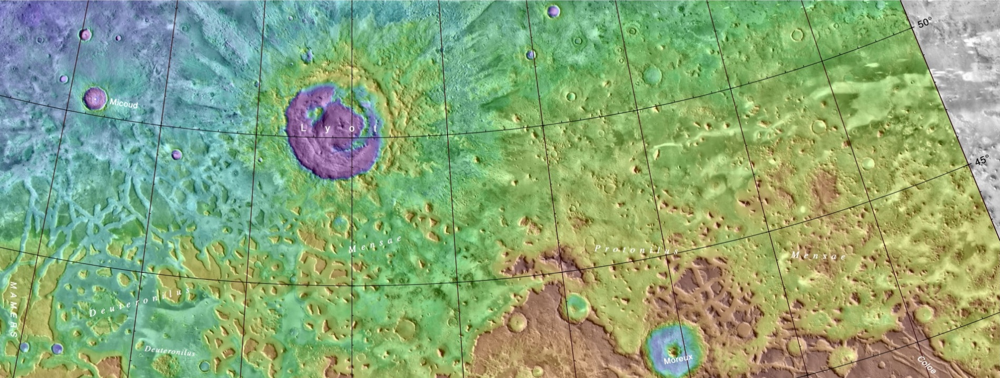 50°
Micoud
Lyot
45°
Mensae
Protonilus
Mensae
MAMERS
Deuteronilus
Deuteronilus
Moreux
Coloe